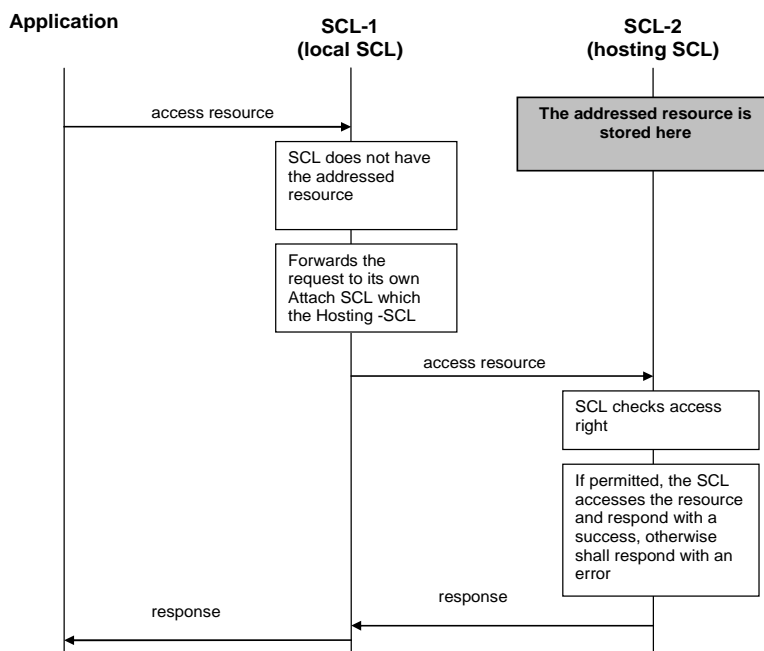 Application
SCL-1
(local SCL)
SCL-2
(hosting SCL)
access resource
The addressed resource is
stored here
SCL does not have
the addressed
resource
Forwards the
request to its own
Attach SCL which
the Hosting -SCL
access resource
SCL checks access
right
If permitted, the SCL
accesses the resource
and respond with a
success, otherwise
shall respond with an
error
response
response